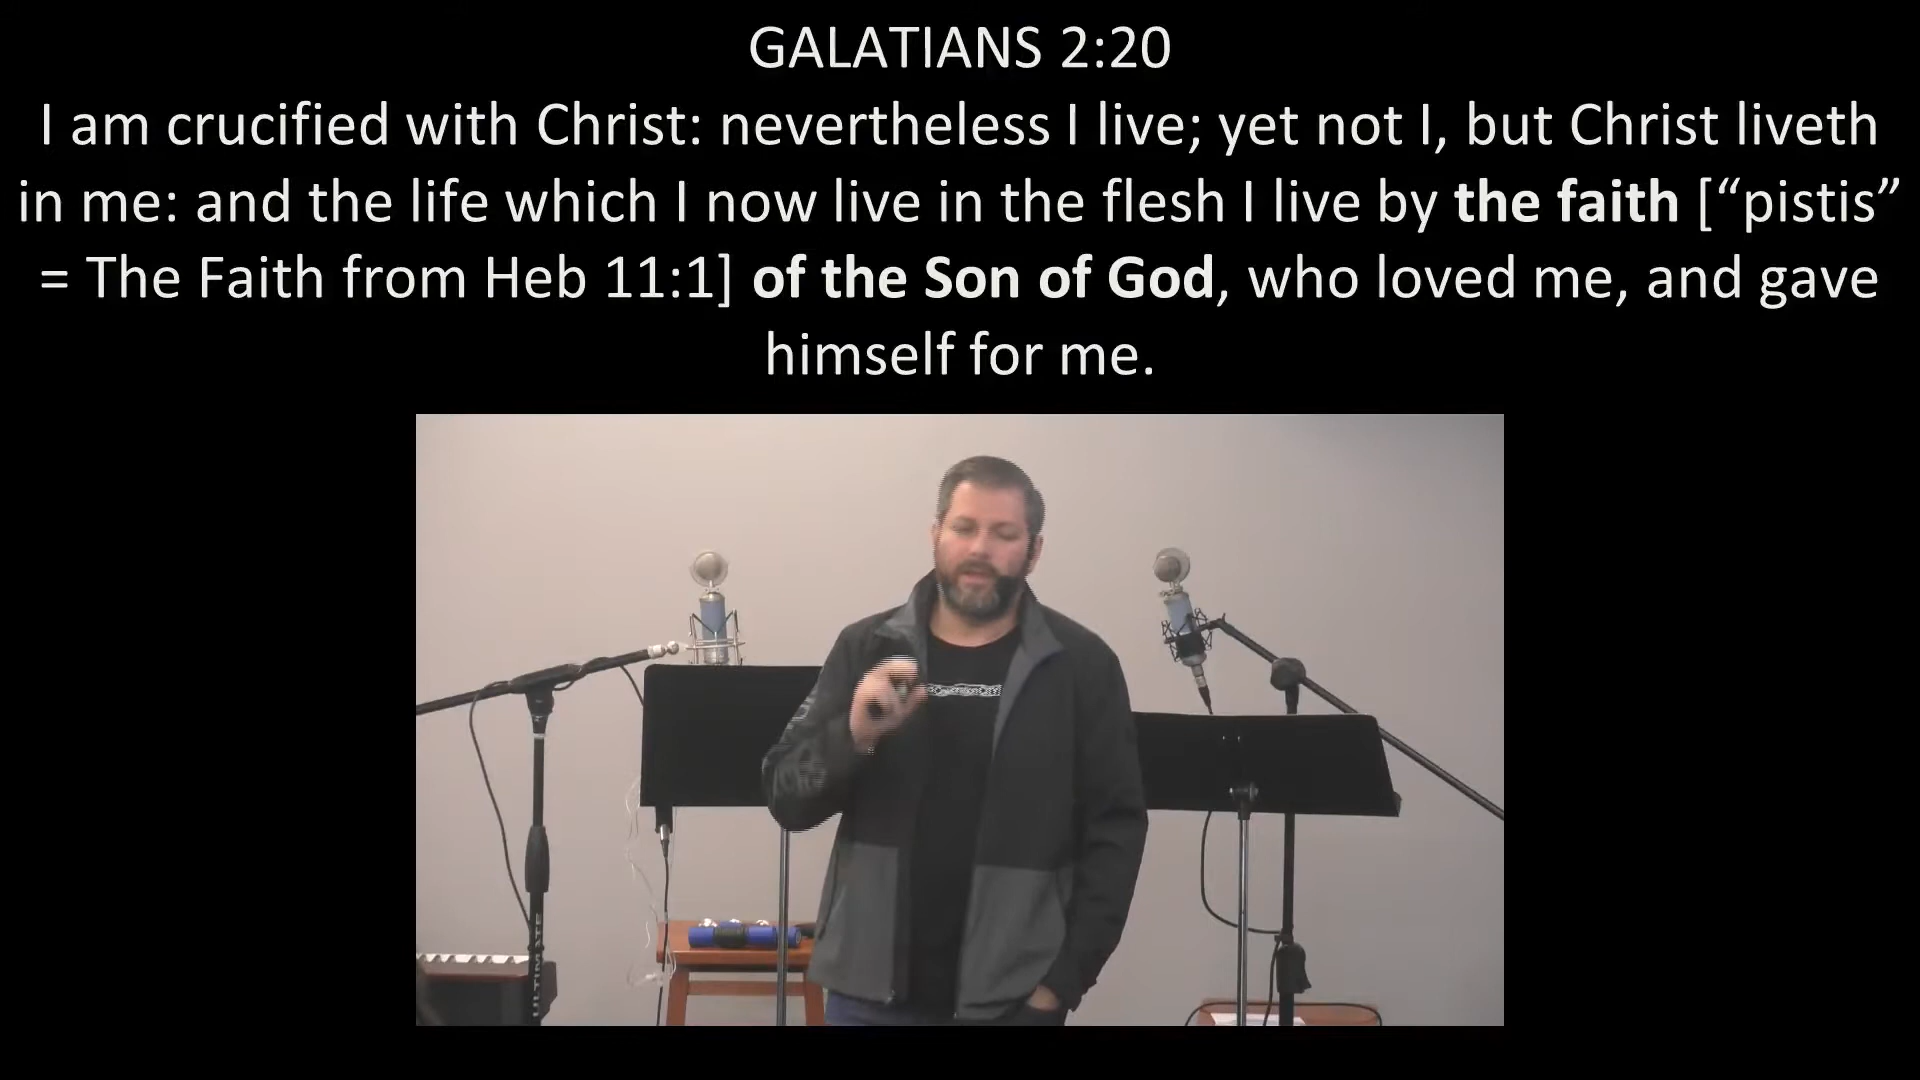 GALATIANS 2:20
I am crucified with Christ: nevertheless I live; yet not I, but Christ liveth
in me: and the life which I now live in the flesh I live by the faith [“pistis”
= The Faith from Heb 11:1] of the Son of God, who loved me, and gave
himself for me.
ULTIMATE